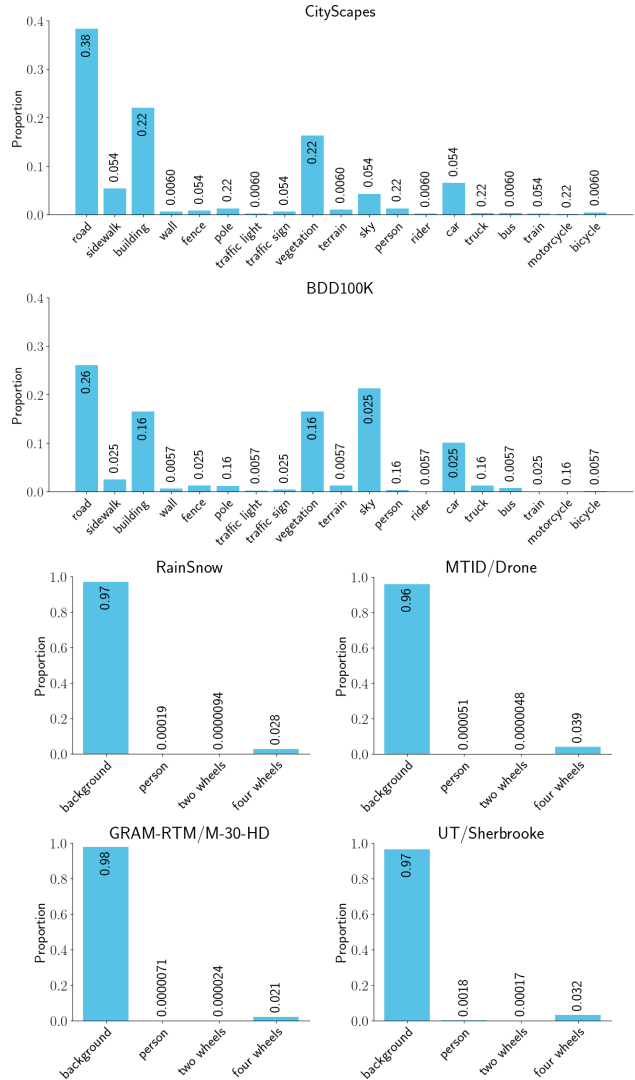 CityScapes
Proportion
0.4
0.3
0.2
0.1
0.0
0.38
0.054
0.22
0.0060
0.054
0.22
0.0060
0.054
0.22
0.0060
0.054
0.22
0.0060
0.054
0.22
0.0060
0.054
0.22
0.0060
road
sidewalk
building
wall
fence
pole
traffic light
traffic sign
vegetation
terrain
sky
person
rider
car
truck
bus
train
motorcycle
bicycle
BDD100K
Proportion
0.4
0.3
0.2
0.1
0.0
0.26
0.025
0.16
0.0057
0.025
0.16
0.0057
0.025
0.16
0.0057
0.025
0.16
0.0057
0.025
0.16
0.0057
0.025
0.16
0.0057
road
sidewalk
building
wall
fence
pole
traffic light
traffic sign
vegetation
terrain
sky
person
rider
car
truck
bus
train
motorcycle
bicycle
RainSnow
Proportion
1.0
0.8
0.6
0.4
0.2
0.0
0.97
0.00019
0.0000094
0.028
background
person
two wheels
four wheels
MTID/Drone
Proportion
1.0
0.8
0.6
0.4
0.2
0.0
0.96
0.000051
0.0000048
0.039
background
person
two wheels
four wheels
GRAM-RTM/M-30-HD
Proportion
1.0
0.8
0.6
0.4
0.2
0.0
0.98
0.0000071
0.000024
0.021
background
person
two wheels
four wheels
UT/Sherbrooke
Proportion
1.0
0.8
0.6
0.4
0.2
0.0
0.97
0.0018
0.00017
0.032
background
person
two wheels
four wheels